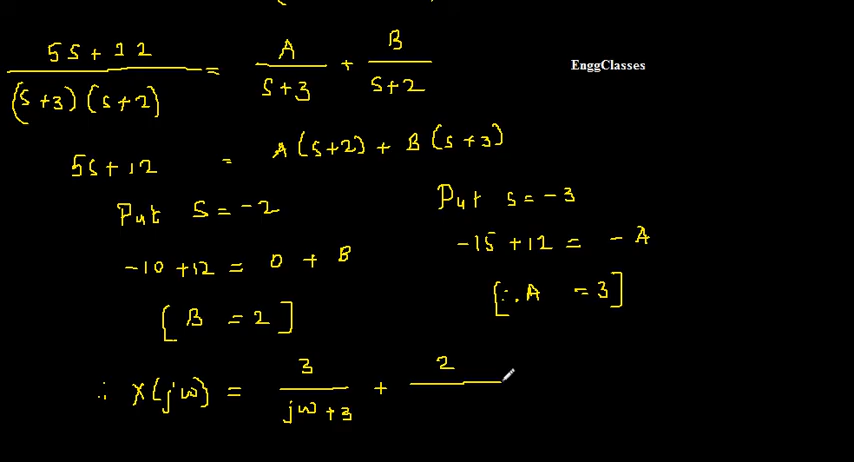 5s+12 / (s+3)(s+2) = A / s+3 + B / s+2
EnggClasses
5s+12 = A(s+2) + B(s+3)
Put s = -2
-10 +12 = 0 + B
[B = 2]
Put s = -3
-15 +12 = -A
[∴ A = 3]
∴ X(jω) = 3 / jω+3 + 2 /